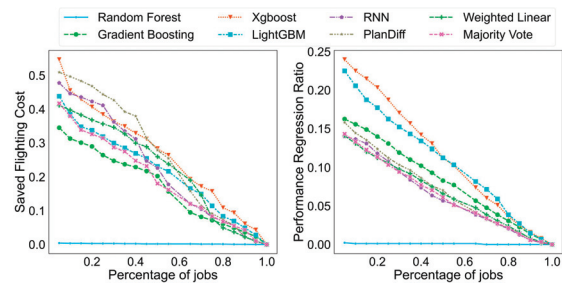 Random Forest Xgboost RNN Weighted Linear
Gradient Boosting LightGBM PlanDiff Majority Vote
Saved Flighting Cost
0.5
0.4
0.3
0.2
0.1
0.0
0.2 0.4 0.6 0.8 1.0
Percentage of jobs
Performance Regression Ratio
0.25
0.20
0.15
0.10
0.05
0.00
0.2 0.4 0.6 0.8 1.0
Percentage of jobs